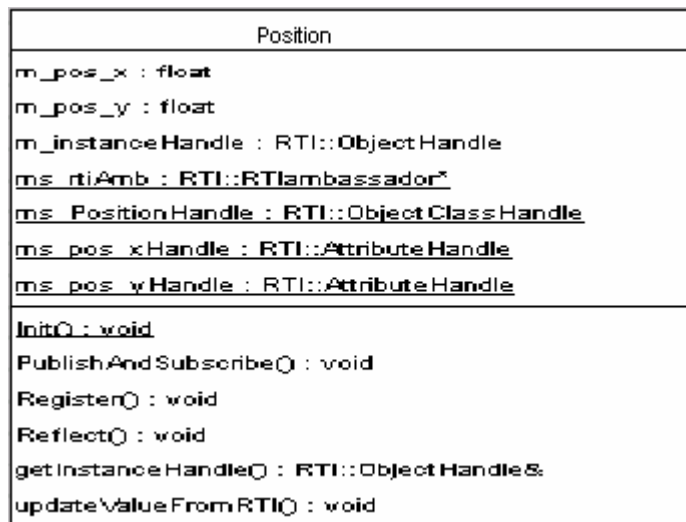 Position
m_pos_x : float
m_pos_y : float
m_instanceHandle : RTI::ObjectHandle
ms_rtiAmb : RTI::RTIambassador*
ms_PositionHandle : RTI::ObjectClassHandle
ms_pos_xHandle : RTI::AttributeHandle
ms_pos_yHandle : RTI::AttributeHandle
Init() : void
PublishAndSubscribe() : void
Register() : void
Reflect() : void
getInstanceHandle() : RTI::ObjectHandle&
updateValueFromRTI() : void